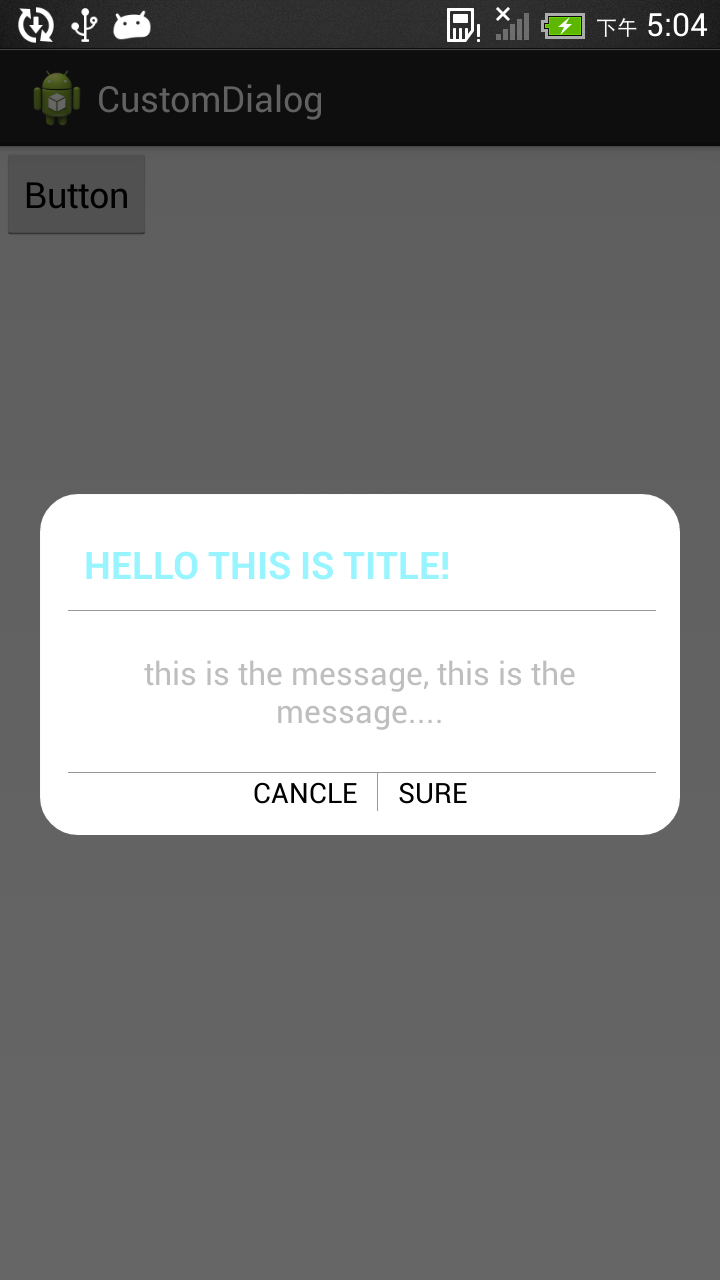 下午 5:04
CustomDialog
Button
HELLO THIS IS TITLE!
this is the message, this is the
message....
CANCLE SURE